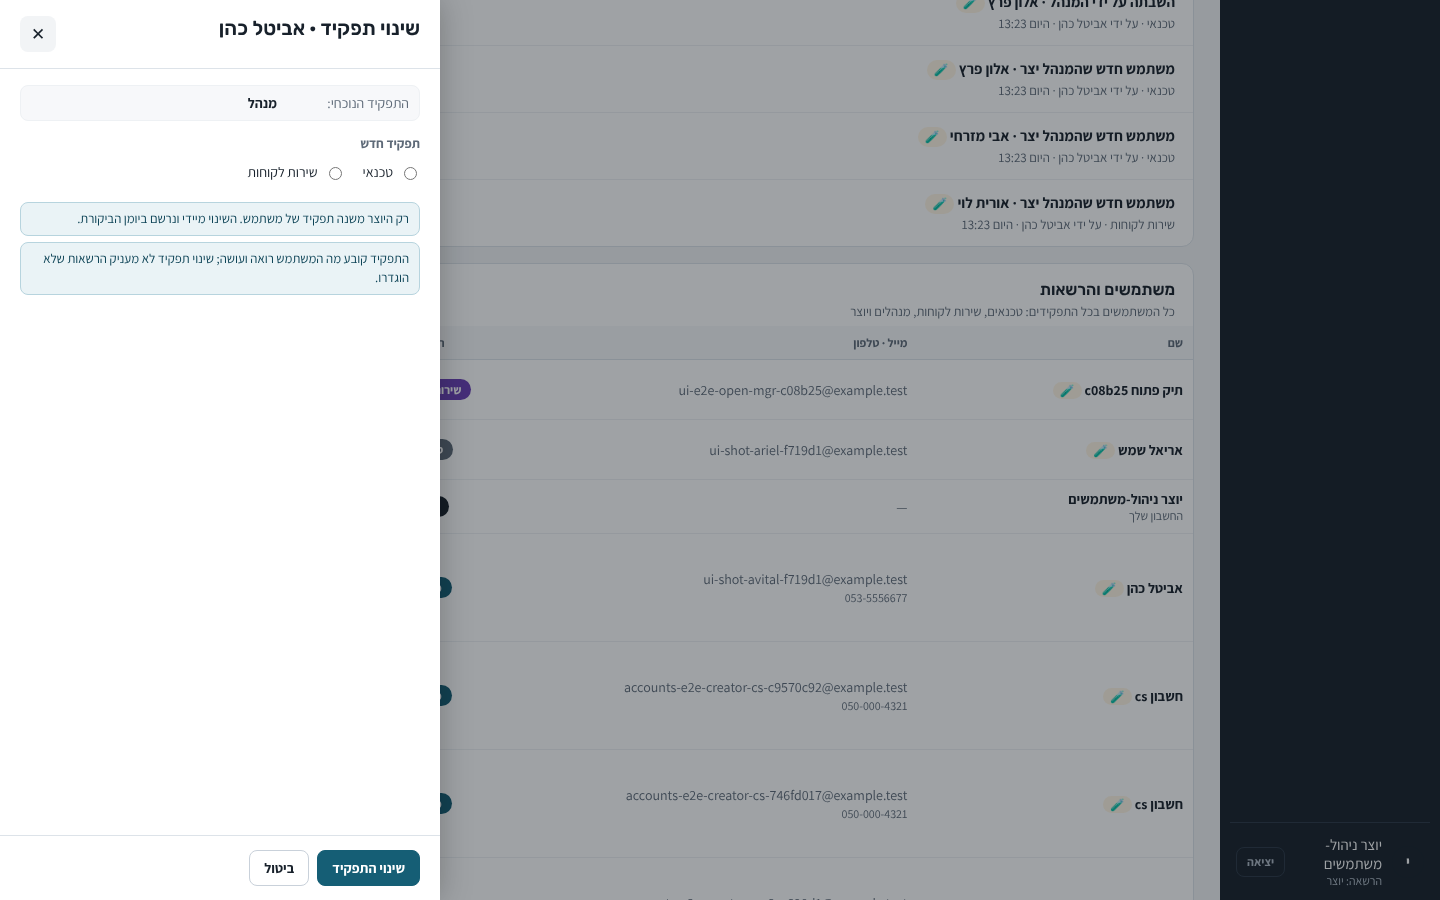 שינוי תפקיד • אביטל כהן
התפקיד הנוכחי: מנהל
תפקיד חדש
טכנאי
שירות לקוחות
רק היוצר משנה תפקיד של משתמש. השינוי מיידי ונרשם ביומן הביקורת.
התפקיד קובע מה המשתמש רואה ועושה; שינוי תפקיד לא מעניק הרשאות שלא
הוגדרו.
שינוי התפקיד
ביטול
השבתה על ידי המנהל · אלון פרץ
טכנאי · על ידי אביטל כהן · היום 13:23
משתמש חדש שהמנהל יצר · אלון פרץ
טכנאי · על ידי אביטל כהן · היום 13:23
משתמש חדש שהמנהל יצר · אבי מזרחי
טכנאי · על ידי אביטל כהן · היום 13:23
משתמש חדש שהמנהל יצר · אורית לוי
שירות לקוחות · על ידי אביטל כהן · היום 13:23
משתמשים והרשאות
כל המשתמשים בכל התפקידים: טכנאים, שירות לקוחות, מנהלים ויוצר
שם
מייל · טלפון
תיק פתוח c08b25
ui-e2e-open-mgr-c08b25@example.test
אריאל שמש
ui-shot-ariel-f719d1@example.test
יוצר ניהול-משתמשים
החשבון שלך
—
אביטל כהן
ui-shot-avital-f719d1@example.test
053-5556677
חשבון cs
accounts-e2e-creator-cs-c9570c92@example.test
050-000-4321
חשבון cs
accounts-e2e-creator-cs-746fd017@example.test
050-000-4321
יוצר ניהול-
משתמשים
הרשאה: יוצר
יציאה